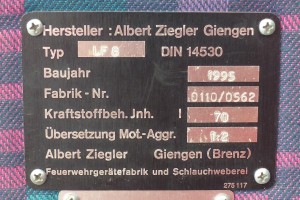 Hersteller : Albert Ziegler Giengen
Typ LF 8 DIN 14530
Baujahr 1995
Fabrik - Nr. 0110/0562
Kraftstoffbeh. Jnh. ! 70
Übersetzung Mot.-Aggr. 1:2
Albert Ziegler Giengen (Brenz)
Feuerwehrgerätefabrik und Schlauchweberei
275 117